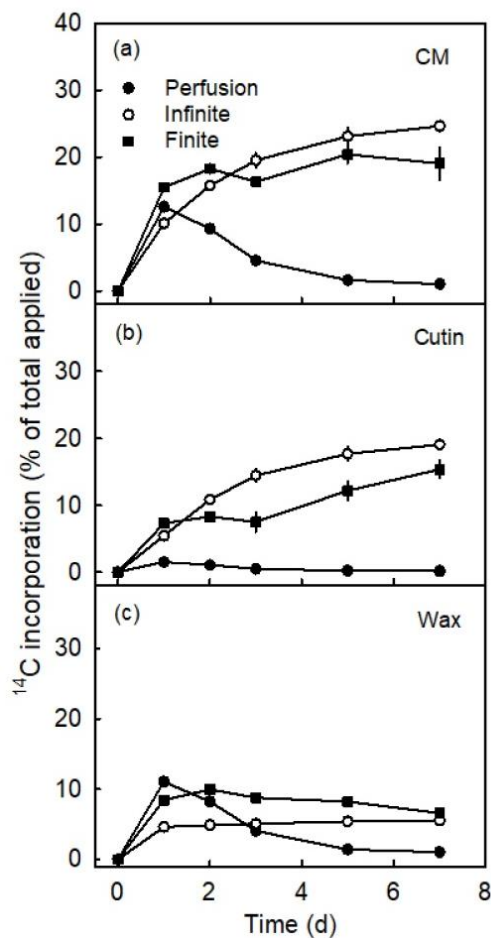 40
(a)
CM
Perfusion
30
Infinite
Finite
20
10
0
(b)
Cutin
30
20
10
0
(c)
Wax
30
20
10
0
0 2 4 6 8
Time (d)
¹⁴C incorporation (% of total applied)